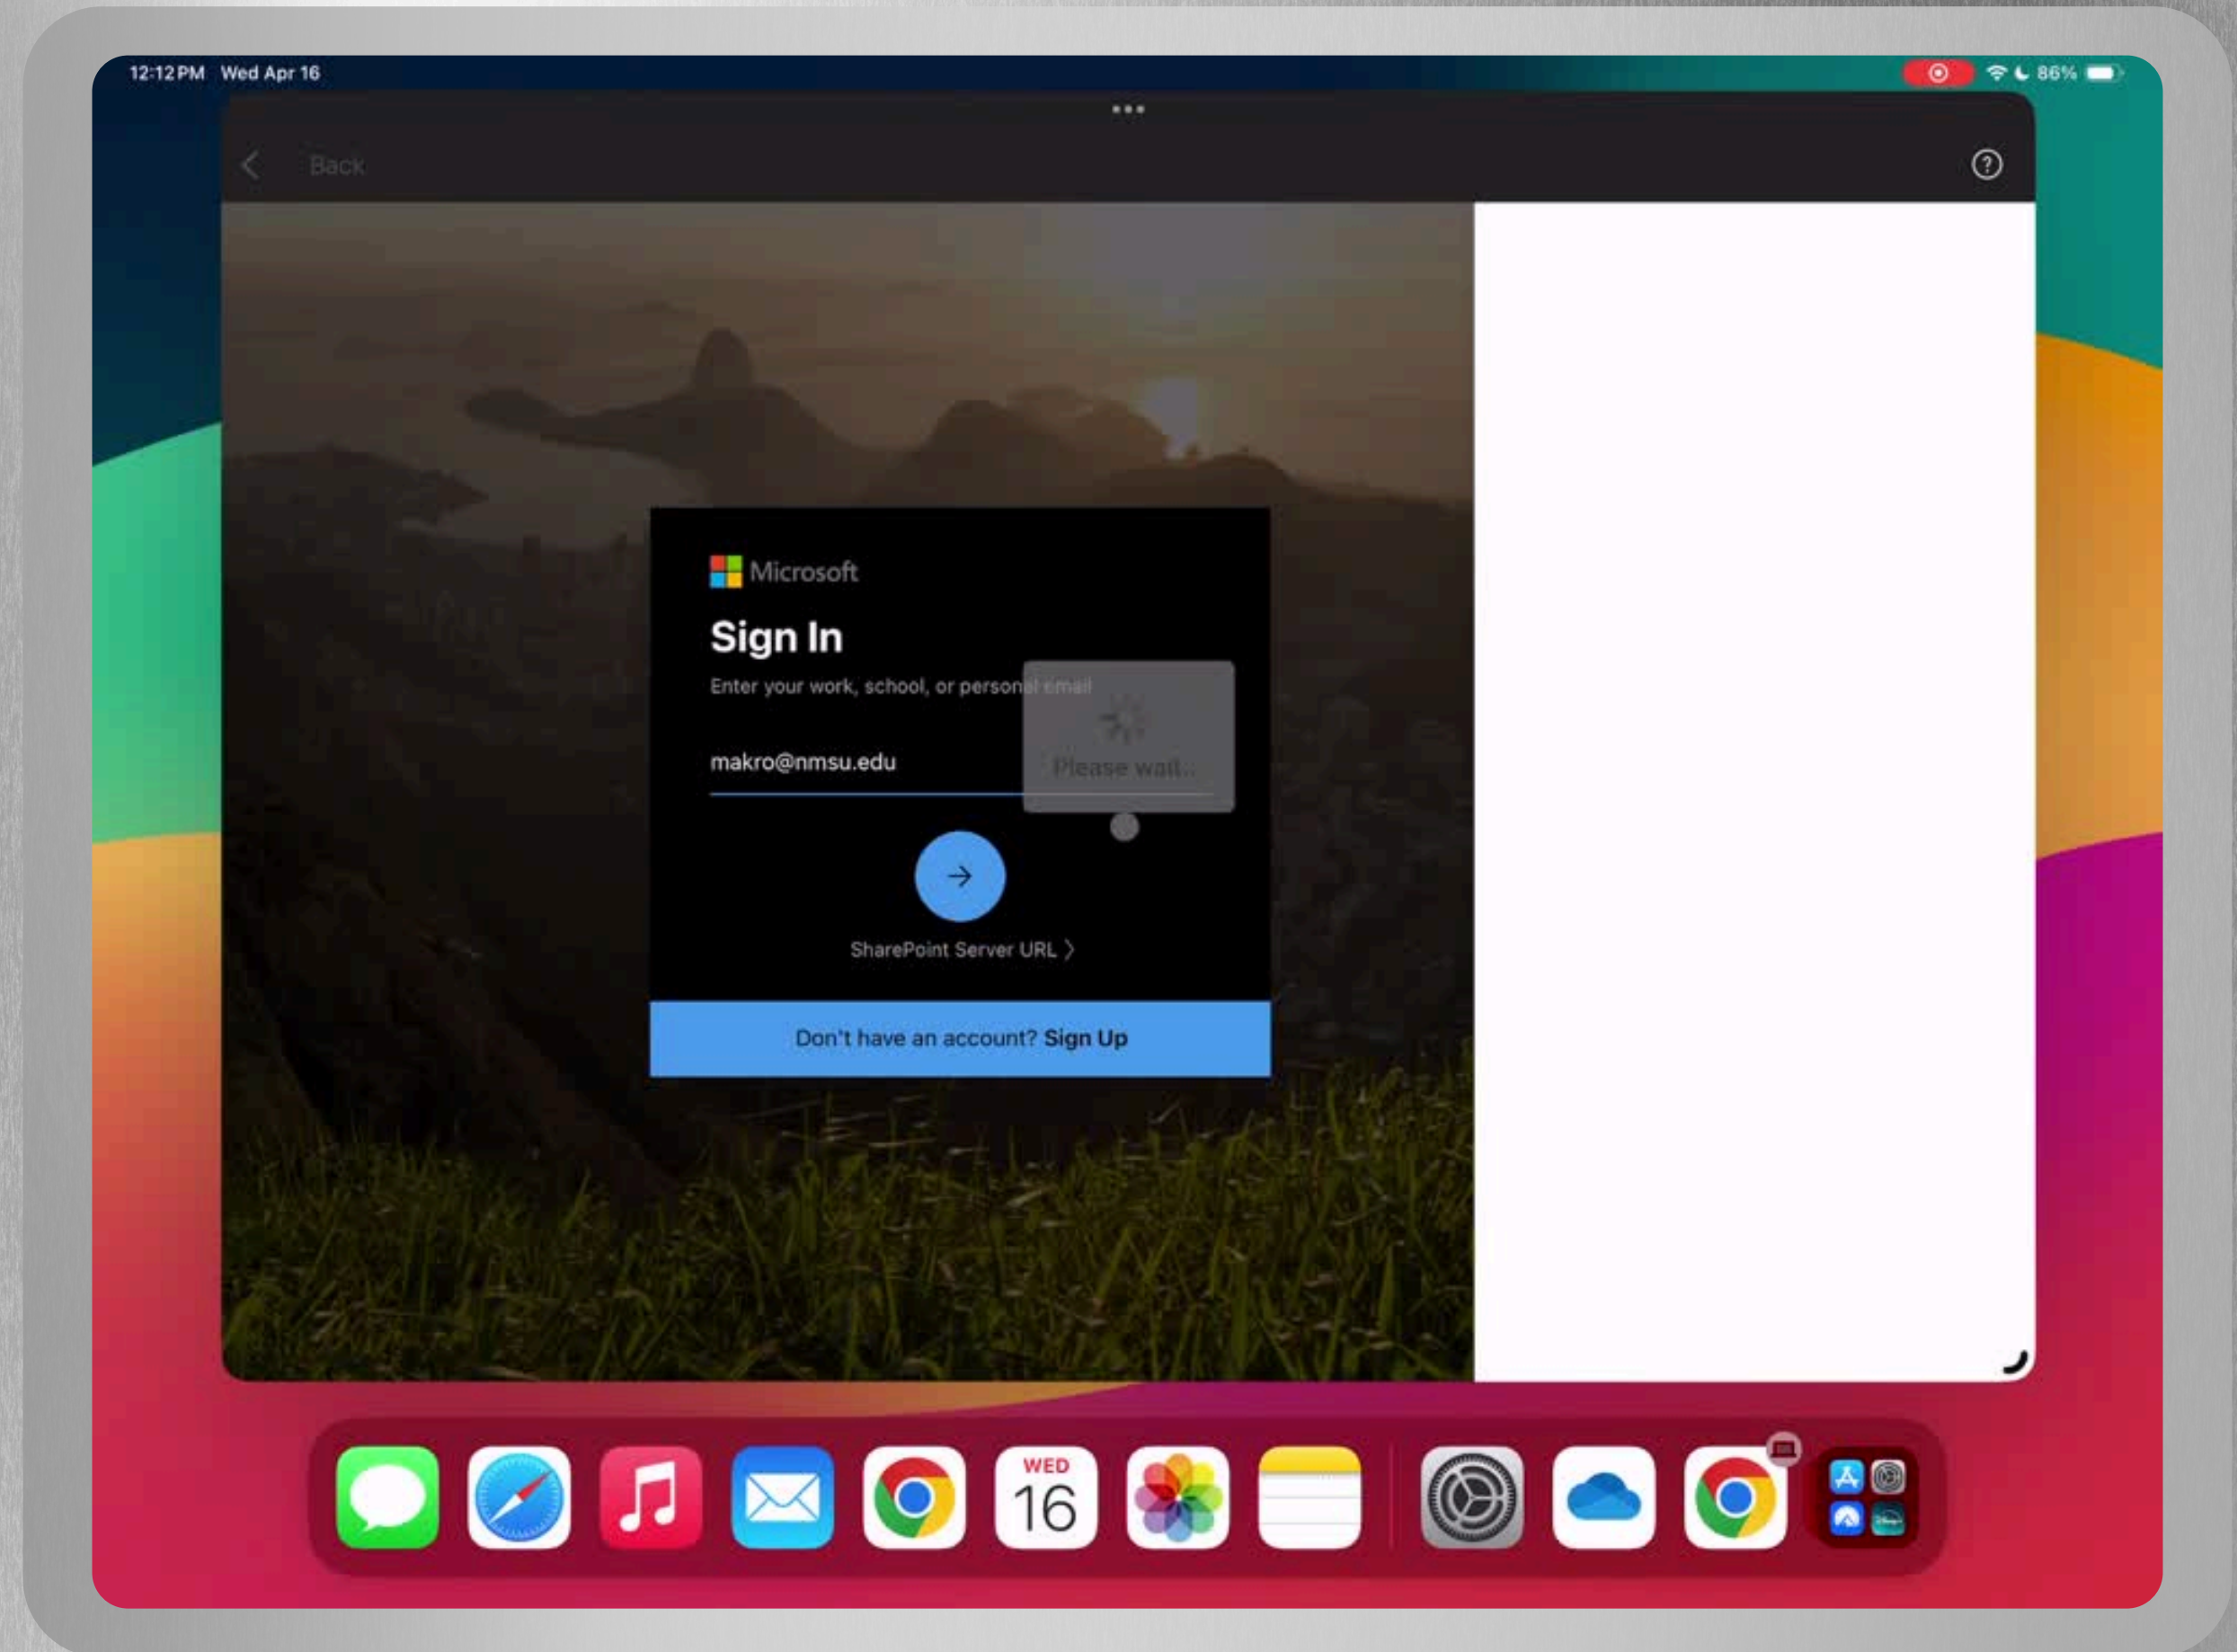 12:12 PM Wed Apr 16
86%
Back
Microsoft
Sign In
Enter your work, school, or personal email
makro@nmsu.edu
Please wait..
SharePoint Server URL
Don't have an account? Sign Up
WED
16